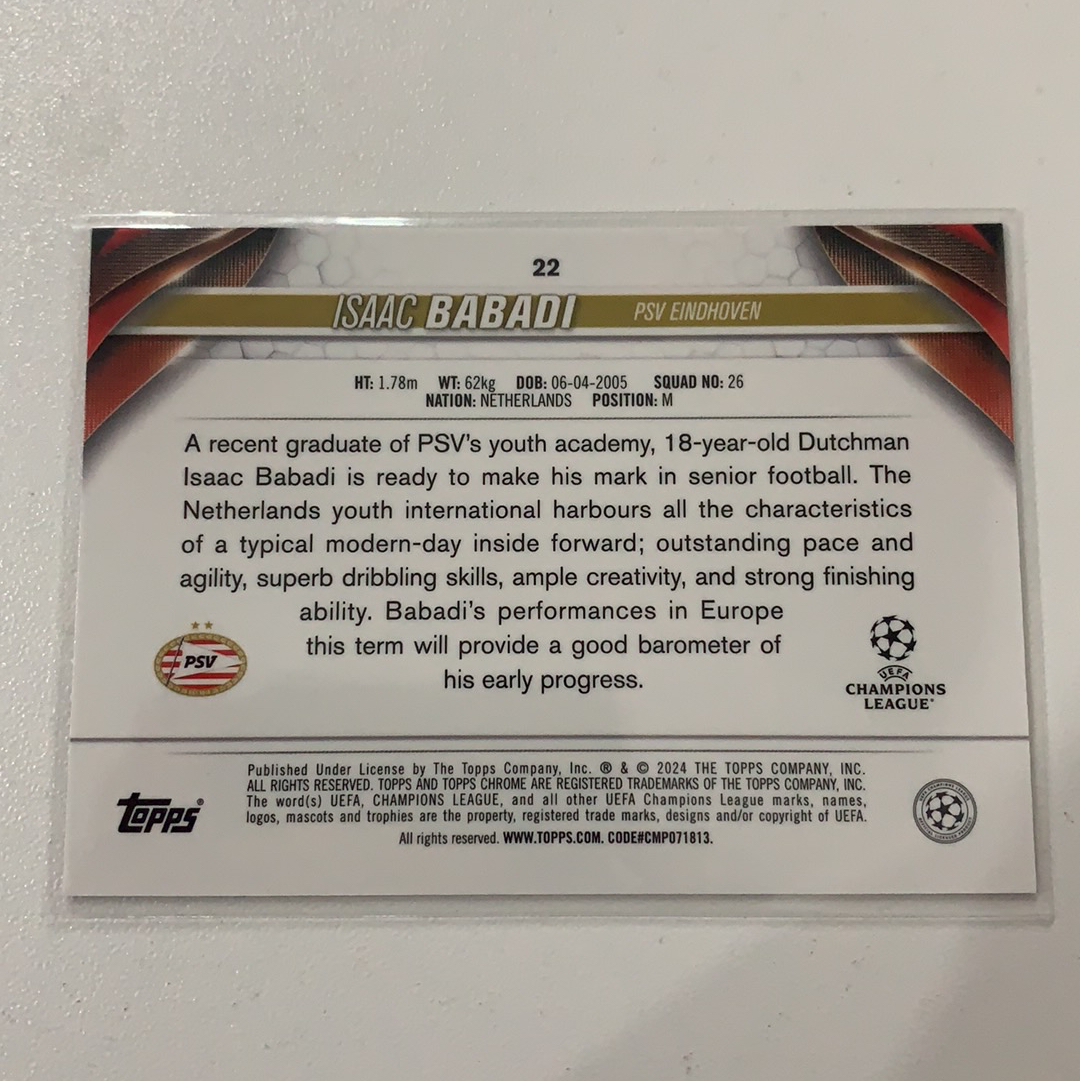 22
ISAAC BABADI PSV EINDHOVEN
HT: 1.78m WT: 62kg DOB: 06-04-2005 SQUAD NO: 26
NATION: NETHERLANDS POSITION: M
A recent graduate of PSV's youth academy, 18-year-old Dutchman
Isaac Babadi is ready to make his mark in senior football. The
Netherlands youth international harbours all the characteristics
of a typical modern-day inside forward; outstanding pace and
agility, superb dribbling skills, ample creativity, and strong finishing
ability. Babadi's performances in Europe
this term will provide a good barometer of
his early progress.
PSV
UEFA
CHAMPIONS
LEAGUE®
Published Under License by The Topps Company, Inc. ® & © 2024 THE TOPPS COMPANY, INC.
ALL RIGHTS RESERVED. TOPPS AND TOPPS CHROME ARE REGISTERED TRADEMARKS OF THE TOPPS COMPANY, INC.
The word(s) UEFA, CHAMPIONS LEAGUE, and all other UEFA Champions League marks, names,
logos, mascots and trophies are the property, registered trade marks, designs and/or copyright of UEFA.
All rights reserved. WWW.TOPPS.COM. CODE#CMP071813.
topps®